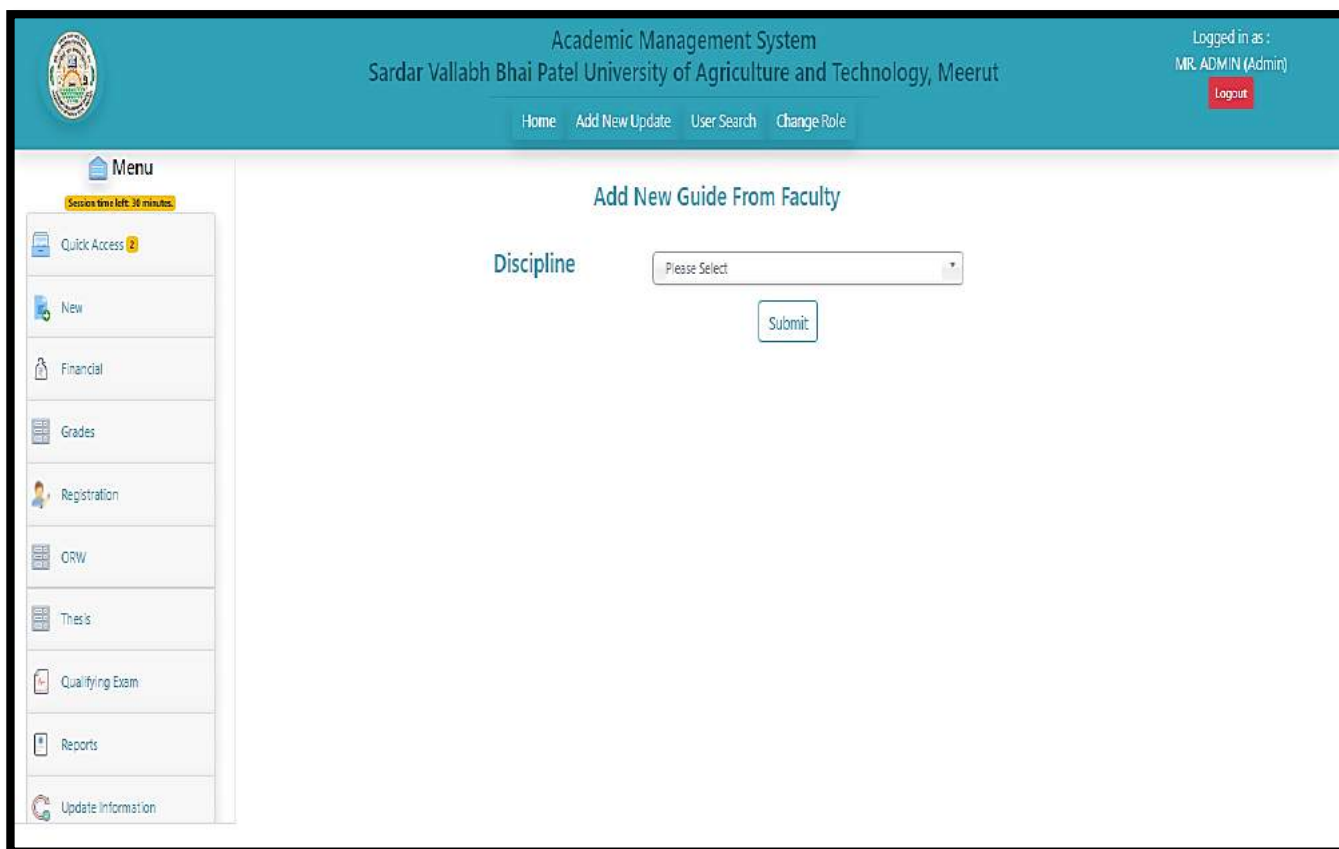 Academic Management System
Sardar Vallabh Bhai Patel University of Agriculture and Technology, Meerut
Home Add New Update User Search Change Role
Logged in as :
MR. ADMIN (Admin)
Logout
Menu
Session time left: 30 minutes.
Quick Access 2
New
Financial
Grades
Registration
ORW
Thesis
Qualifying Exam
Reports
Update Information
Add New Guide From Faculty
Discipline Please Select
Submit